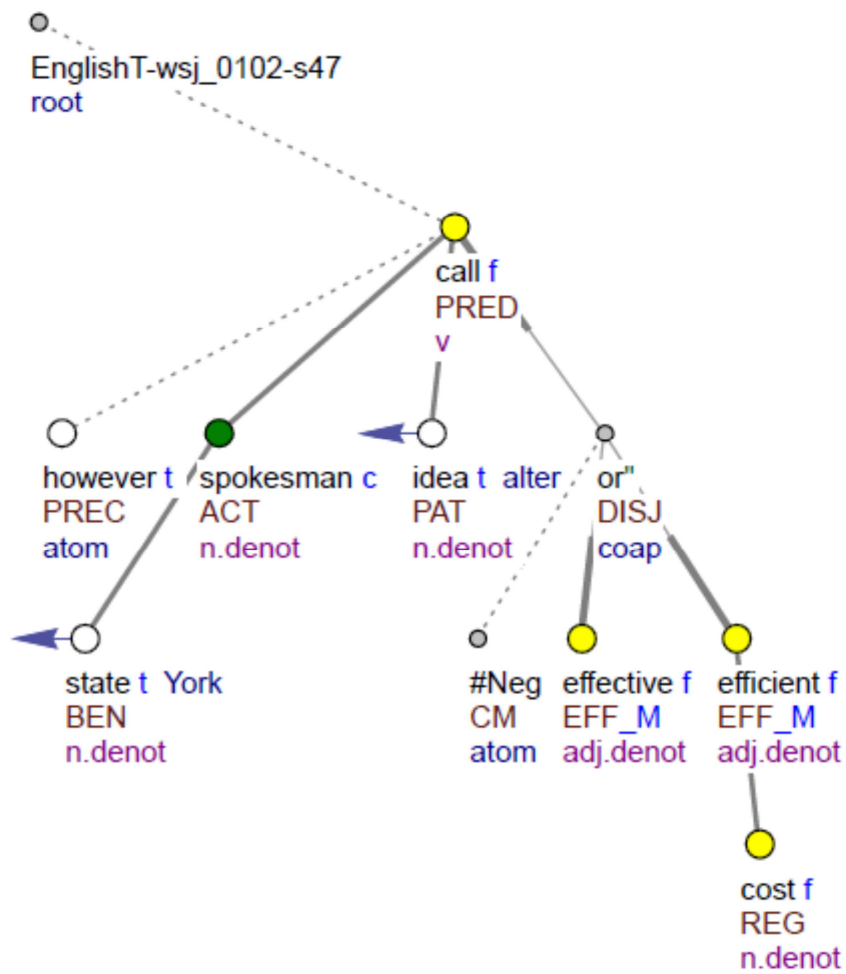 EnglishT-wsj_0102-s47
root
call f
PRED
v
however t
PREC
atom
spokesman c
ACT
n.denot
idea t alter
PAT
n.denot
or"
DISJ
coap
state t York
BEN
n.denot
#Neg
CM
atom
effective f
EFF_M
adj.denot
efficient f
EFF_M
adj.denot
cost f
REG
n.denot